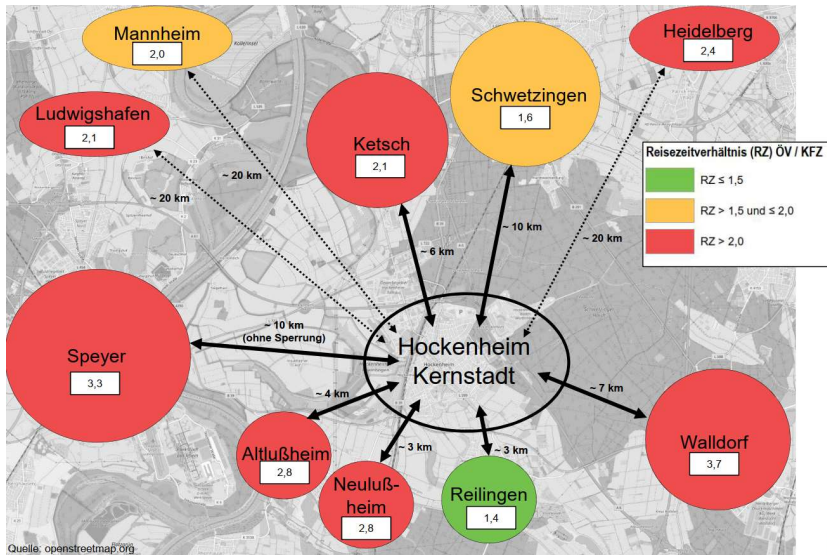 Mannheim
2,0
Heidelberg
2,4
Ludwigshafen
2,1
Ketsch
2,1
Schwetzingen
1,6
Reisezeitverhältnis (RZ) ÖV / KFZ
RZ ≤ 1,5
RZ > 1,5 und ≤ 2,0
RZ > 2,0
~ 20 km
~ 20 km
~ 6 km
~ 10 km
~ 20 km
Speyer
3,3
~ 10 km
(ohne Sperrung)
Hockenheim
Kernstadt
~ 7 km
Walldorf
3,7
~ 4 km
Altlußheim
2,8
~ 3 km
Neuluß-
heim
2,8
~ 3 km
Reilingen
1,4
Quelle: openstreetmap.org